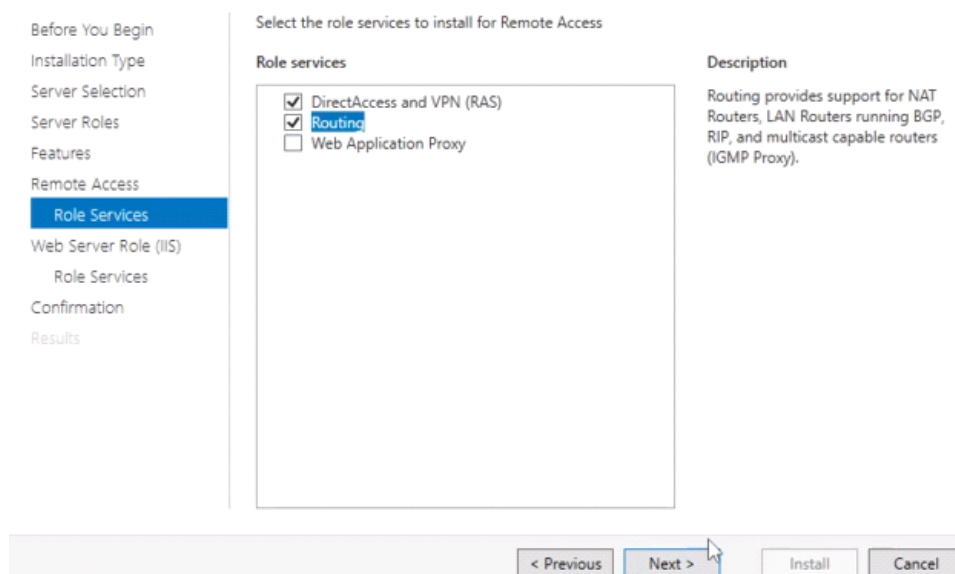 Before You Begin
Installation Type
Server Selection
Server Roles
Features
Remote Access
Role Services
Web Server Role (IIS)
Role Services
Confirmation
Results
Select the role services to install for Remote Access
Role services
DirectAccess and VPN (RAS)
Routing
Web Application Proxy
Description
Routing provides support for NAT
Routers, LAN Routers running BGP,
RIP, and multicast capable routers
(IGMP Proxy).
< Previous
Next >
Install
Cancel